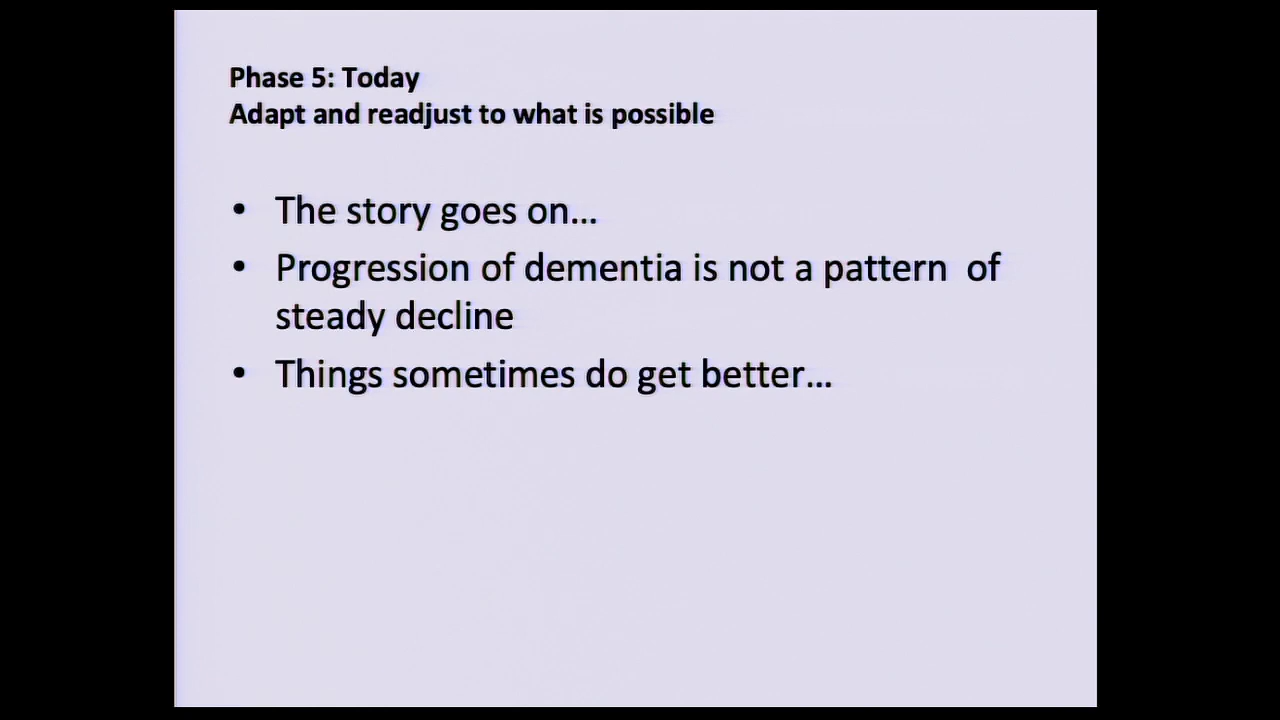 Phase 5: Today
Adapt and readjust to what is possible
• The story goes on…
• Progression of dementia is not a pattern  of
steady decline
• Things sometimes do get better…